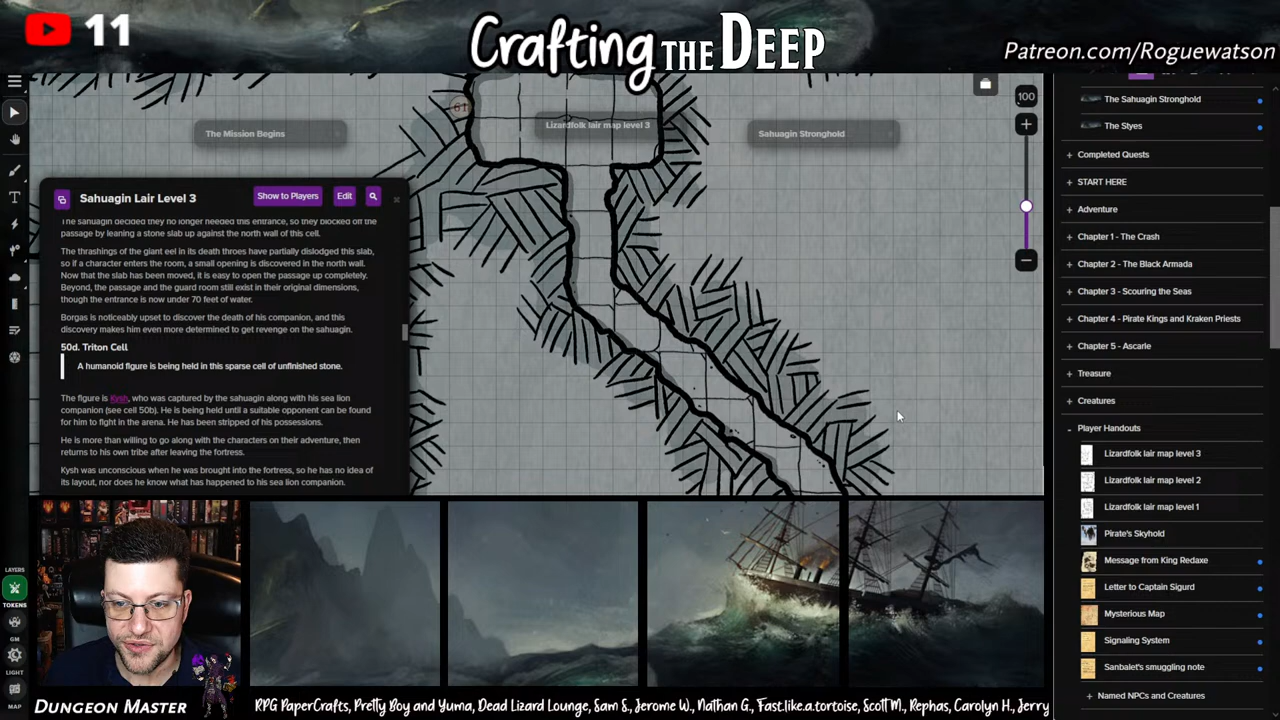 11
Crafting THE DEEP
Patreon.com/Roguewatson
61
The Mission Begins
Lizardfolk lair map level 3
Sahuagin Stronghold
100
Sahuagin Lair Level 3
Show to Players
Edit
The sahuagin decided they no longer needed this entrance, so they blocked off the
passage by leaning a stone slab up against the north wall of this cell.
The thrashings of the giant eel in its death throes have partially dislodged this slab,
so if a character enters the room, a small opening is discovered in the north wall.
Now that the slab has been moved, it is easy to open the passage up completely.
Beyond, the passage and the guard room still exist in their original dimensions,
though the entrance is now under 70 feet of water.
Borgas is noticeably upset to discover the death of his companion, and this
discovery makes him even more determined to get revenge on the sahuagin.
50d. Triton Cell
A humanoid figure is being held in this sparse cell of unfinished stone.
The figure is Kysh, who was captured by the sahuagin along with his sea lion
companion (see cell 50b). He is being held until a suitable opponent can be found
for him to fight in the arena. He has been stripped of his possessions.
He is more than willing to go along with the characters on their adventure, then
returns to his own tribe after leaving the fortress.
Kysh was unconscious when he was brought into the fortress, so he has no idea of
its layout, nor does he know what has happened to his sea lion companion.
The Sahuagin Stronghold
The Styes
+ Completed Quests
+ START HERE
+ Adventure
+ Chapter 1 - The Crash
+ Chapter 2 - The Black Armada
+ Chapter 3 - Scouring the Seas
+ Chapter 4 - Pirate Kings and Kraken Priests
+ Chapter 5 - Ascarle
+ Treasure
+ Creatures
- Player Handouts
Lizardfolk lair map level 3
Lizardfolk lair map level 2
Lizardfolk lair map level 1
Pirate's Skyhold
Message from King Redaxe
Letter to Captain Sigurd
Mysterious Map
Signaling System
Sanbalet's smuggling note
+ Named NPCs and Creatures
LAYERS
TOKENS
GM
LIGHT
MAP
DUNGEON MASTER
RPG PaperCrafts, Pretty Boy and Yuma, Dead Lizard Lounge, Sam S., Jerome W., Nathan G., Fast.like.a.tortoise, Scott M., Rephas, Carolyn H., Jerry